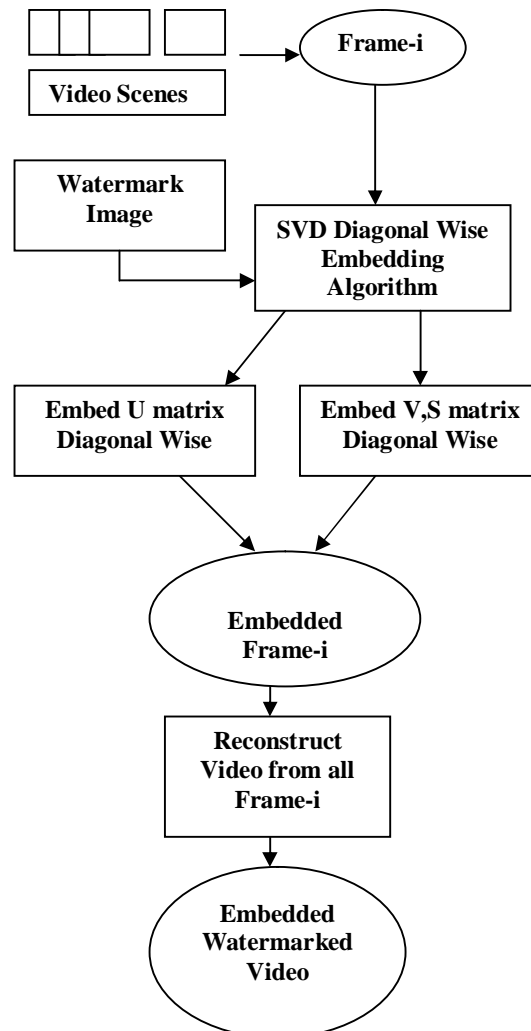 Frame-i
Video Scenes
Watermark
Image
SVD Diagonal Wise
Embedding
Algorithm
Embed U matrix
Diagonal Wise
Embed V,S matrix
Diagonal Wise
Embedded
Frame-i
Reconstruct
Video from all
Frame-i
Embedded
Watermarked
Video